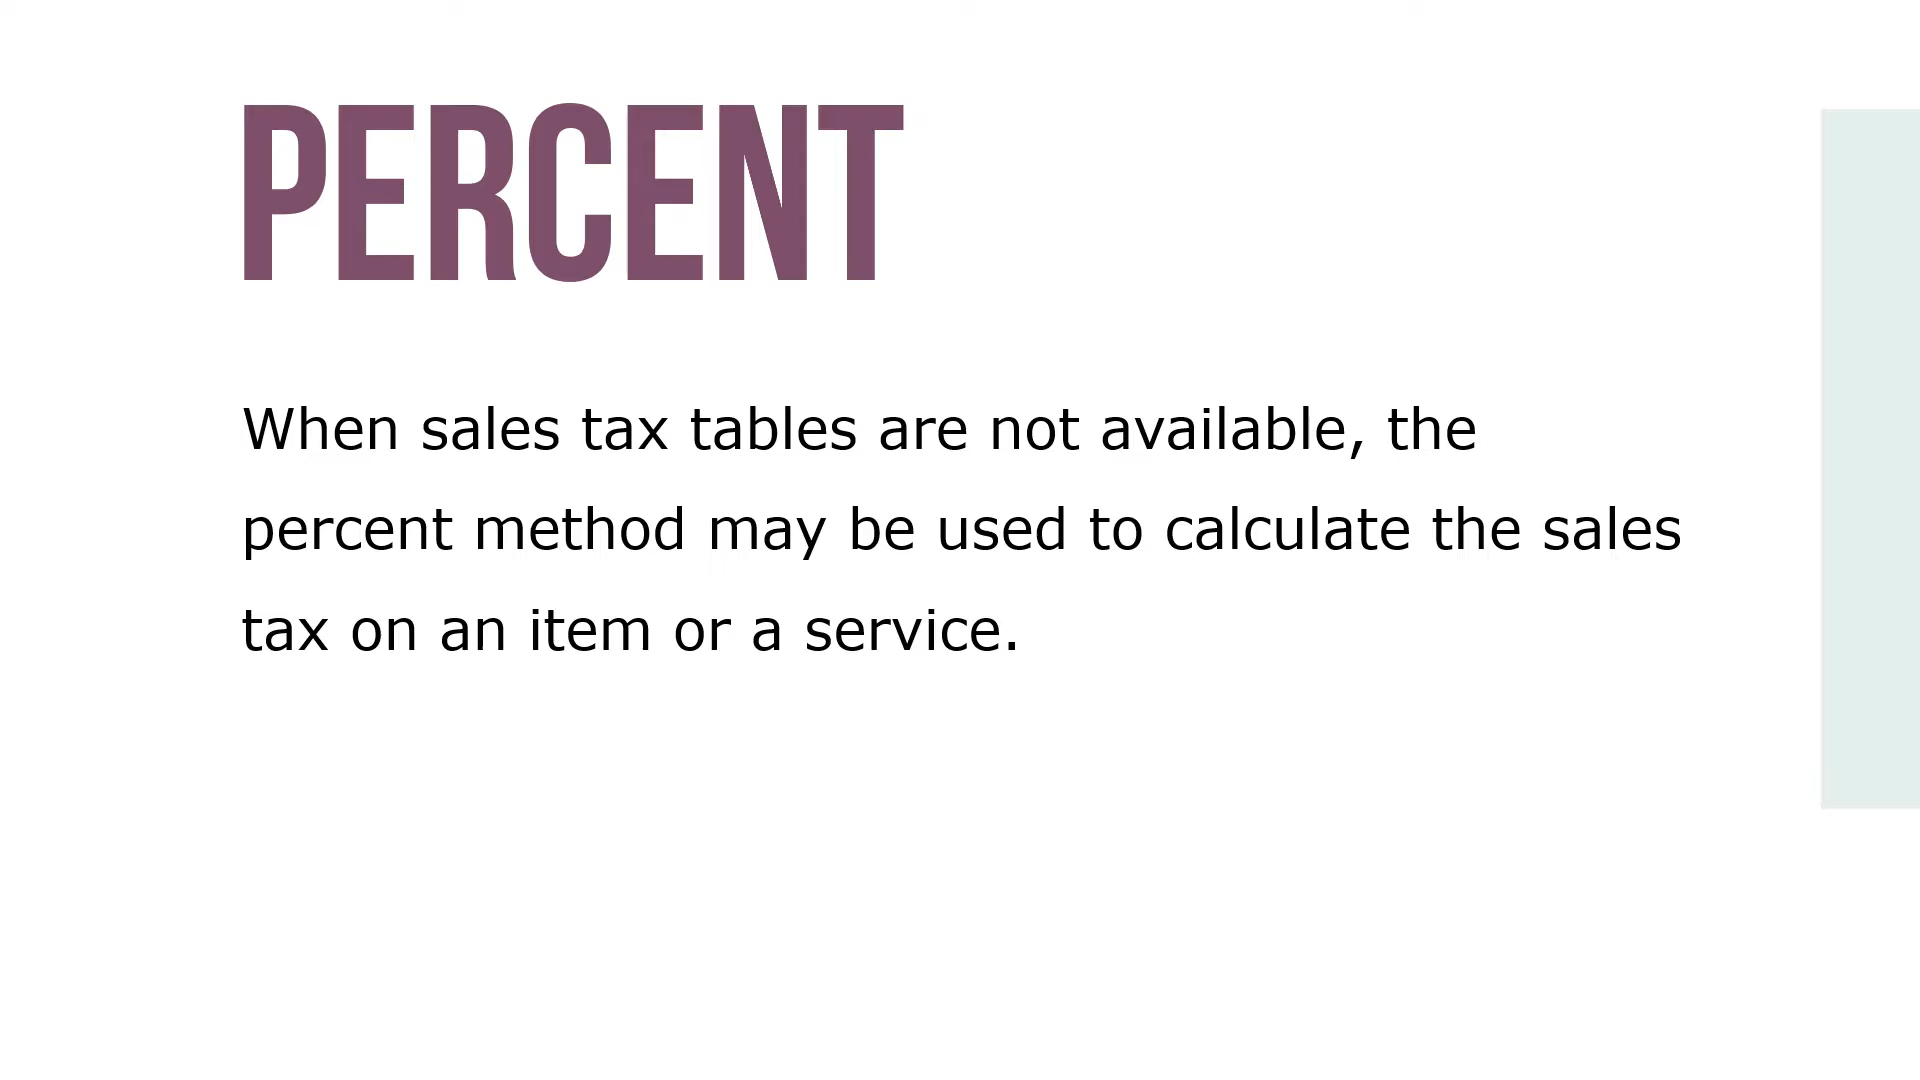 PERCENT
When sales tax tables are not available, the
percent method may be used to calculate the sales
tax on an item or a service.